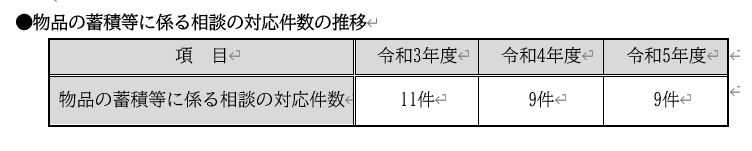 ●物品の蓄積等に係る相談の対応件数の推移
項　目 令和3年度 令和4年度 令和5年度
物品の蓄積等に係る相談の対応件数 11件 9件 9件